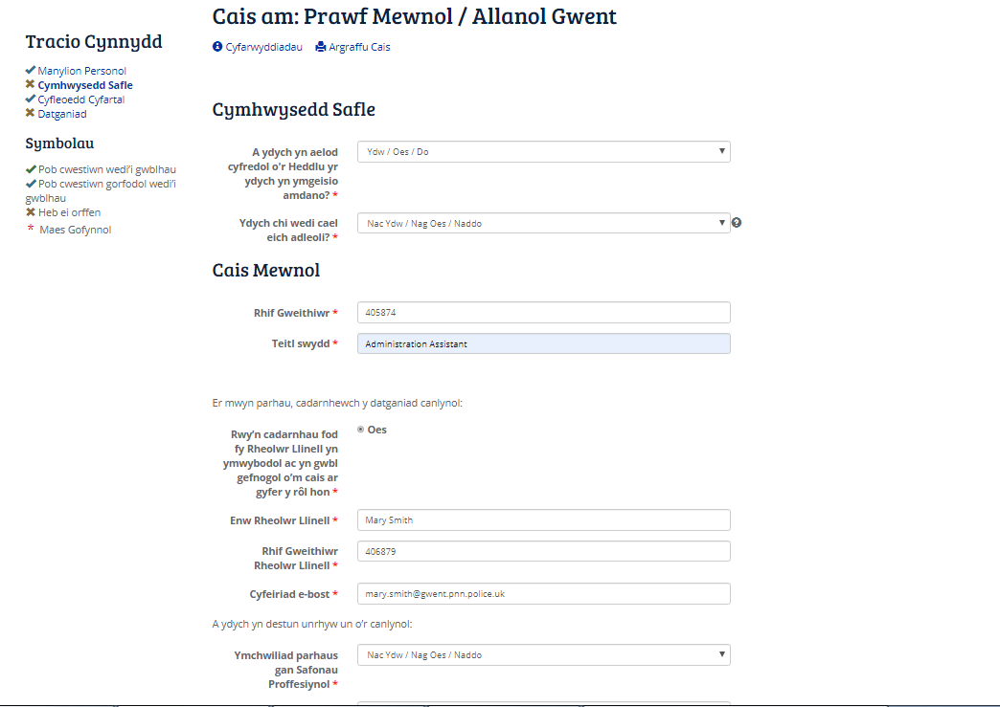 Cais am: Prawf Mewnol / Allanol Gwent
Cyfarwyddiadau Argraffu Cais
Tracio Cynnydd
Manylion Personol
Cymhwysedd Safle
Cyfleoedd Cyfartal
Datganiad
Symbolau
Pob cwestiwn wedi'i gwblhau
Pob cwestiwn gorfodol wedi'i
gwblhau
Heb ei orffen
* Maes Gofynnol
Cymhwysedd Safle
A ydych yn aelod
cyfredol o'r Heddlu yr
ydych yn ymgeisio
amdano? *
Ydw / Oes / Do
Ydych chi wedi cael
eich adleoli? *
Nac Ydw / Nag Oes / Naddo
Cais Mewnol
Rhif Gweithiwr *
405874
Teitl swydd *
Administration Assistant
Er mwyn parhau, cadarnhewch y datganiad canlynol:
Rwy'n cadarnhau fod
fy Rheolwr Llinell yn
ymwybodol ac yn gwbl
gefnogol o'm cais ar
gyfer y rôl hon *
Oes
Enw Rheolwr Llinell *
Mary Smith
Rhif Gweithiwr
Rheolwr Llinell *
406879
Cyfeiriad e-bost *
mary.smith@gwent.pnn.police.uk
A ydych yn destun unrhyw un o'r canlynol:
Ymchwiliad parhaus
gan Safonau
Proffesiynol *
Nac Ydw / Nag Oes / Naddo